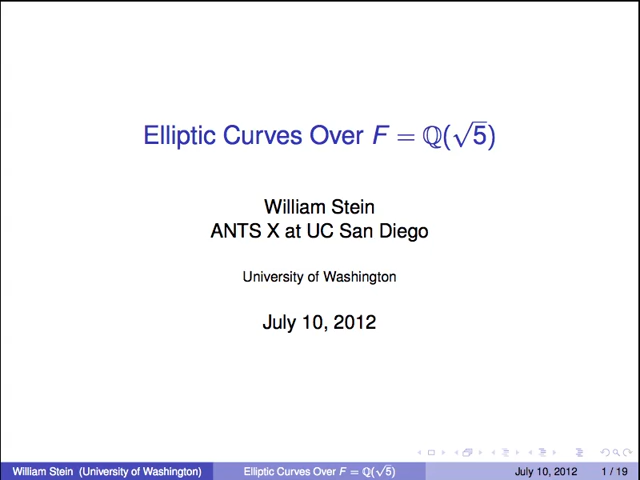 Elliptic Curves Over F = ℚ(√5)
William Stein
ANTS X at UC San Diego
University of Washington
July 10, 2012
William Stein (University of Washington) Elliptic Curves Over F = ℚ(√5) July 10, 2012 1 / 19